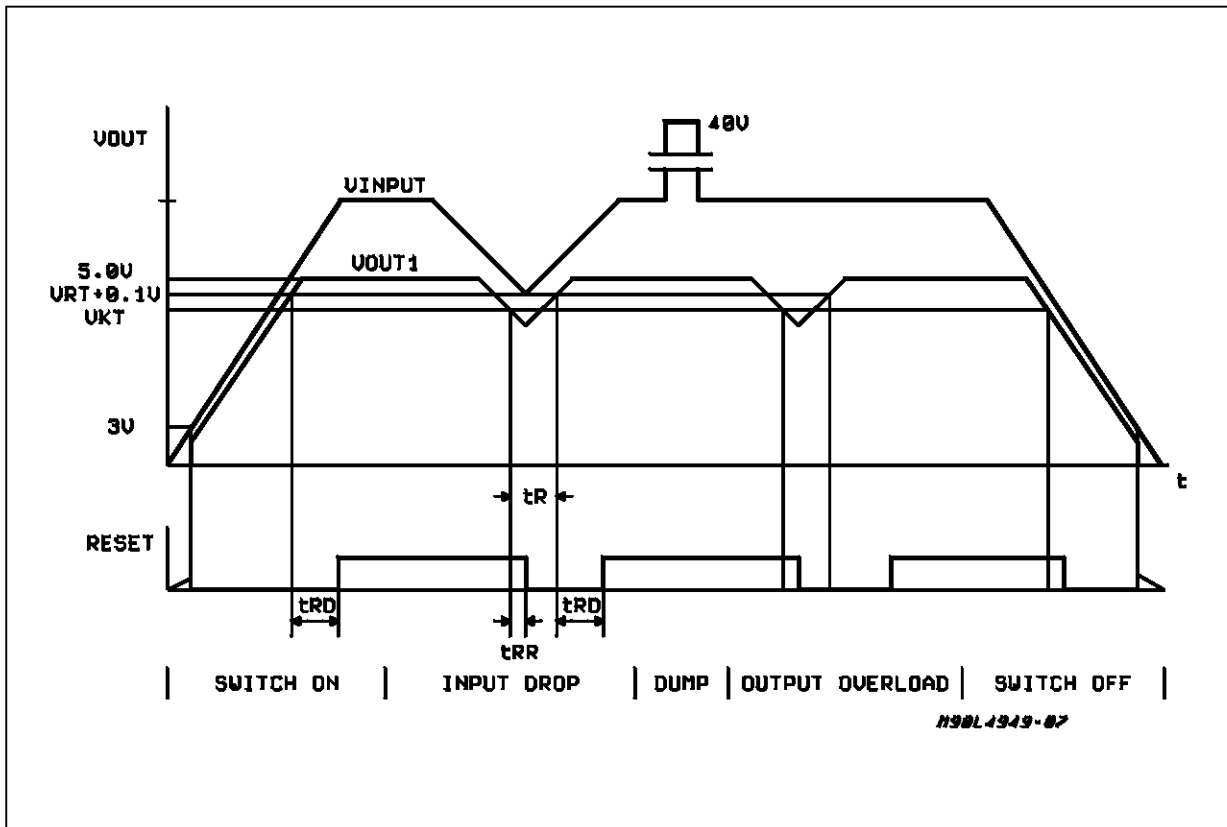 VOUT
40V
VINPUT
5.0V
VOUT1
VRT+0.1V
VKT
3V
t
tR
RESET
tRD
tRD
tRR
SWITCH ON
INPUT DROP
DUMP
OUTPUT OVERLOAD
SWITCH OFF
M90L4949-07